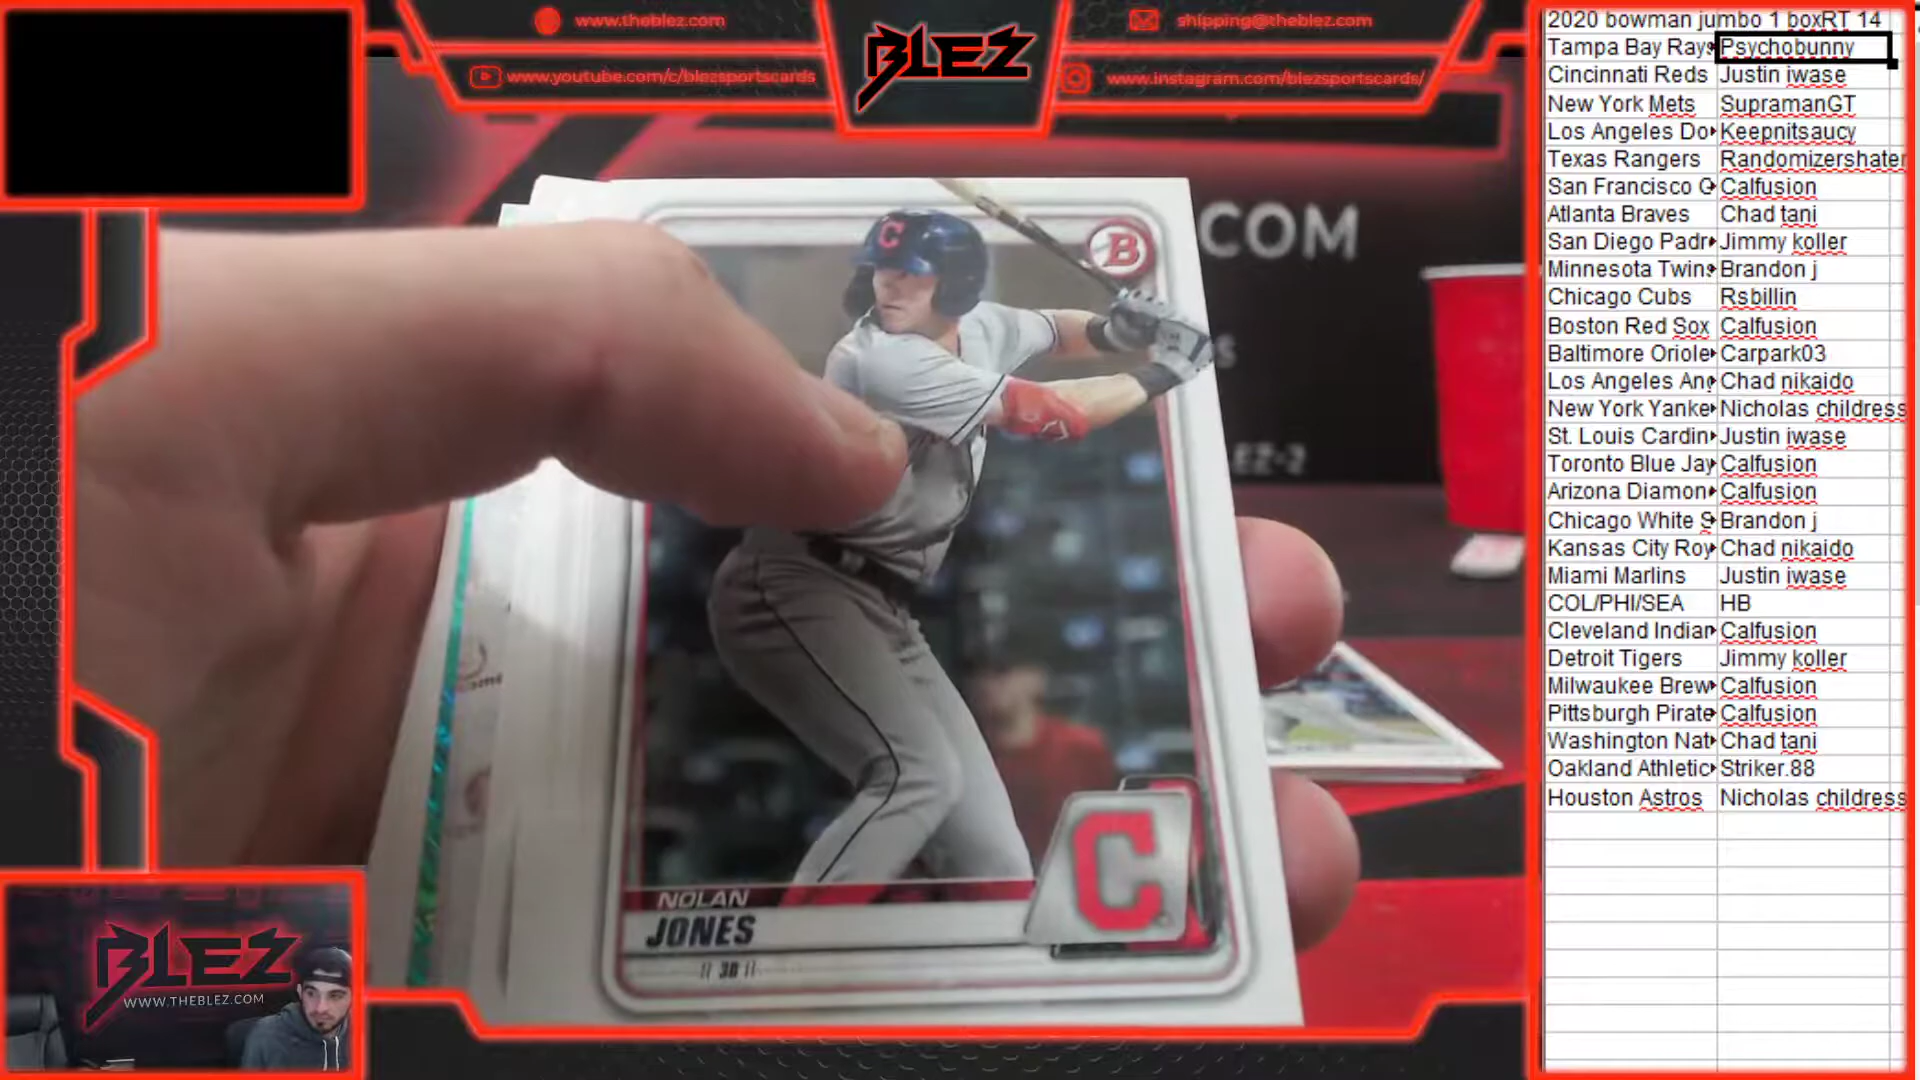 www.theblez.com
www.youtube.com/c/blezsportscards
BLEZ
shipping@theblez.com
www.instagram.com/blezsportscards/
2020 bowman jumbo 1 boxRT 14
Tampa Bay Rays Psychobunny
Cincinnati Reds Justin iwase
New York Mets SupramanGT
Los Angeles Do Keepnitsaucy
Texas Rangers Randomizershater
San Francisco G Calfusion
Atlanta Braves Chad tani
San Diego Padr Jimmy koller
Minnesota Twins Brandon j
Chicago Cubs Rsbillin
Boston Red Sox Calfusion
Baltimore Oriole Carpark03
Los Angeles Ang Chad nikaido
New York Yanke Nicholas childress
St. Louis Cardin Justin iwase
Toronto Blue Jay Calfusion
Arizona Diamon Calfusion
Chicago White S Brandon j
Kansas City Roy Chad nikaido
Miami Marlins Justin iwase
COL/PHI/SEA HB
Cleveland Indian Calfusion
Detroit Tigers Jimmy koller
Milwaukee Brew Calfusion
Pittsburgh Pirate Calfusion
Washington Nat Chad tani
Oakland Athletic Striker.88
Houston Astros Nicholas childress
.COM
EZ-2
C
B
NOLAN
JONES
3B
C
BLEZ
WWW.THEBLEZ.COM